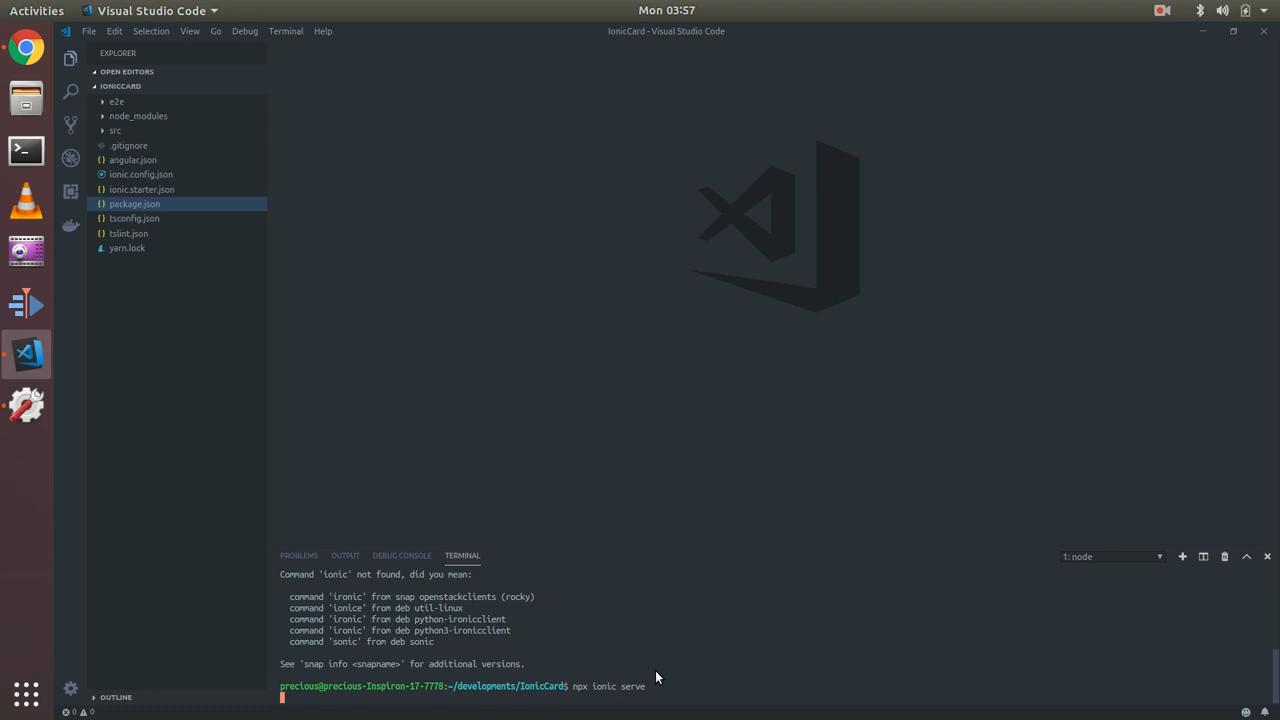 Activities
Visual Studio Code
Mon 03:57
File Edit Selection View Go Debug Terminal Help
IonicCard - Visual Studio Code
EXPLORER
OPEN EDITORS
IONICCARD
e2e
node_modules
src
.gitignore
angular.json
ionic.config.json
ionic.starter.json
package.json
tsconfig.json
tslint.json
yarn.lock
PROBLEMS OUTPUT DEBUG CONSOLE TERMINAL
1: node
Command 'ionic' not found, did you mean:
command 'ironic' from snap openstackclients (rocky)
command 'ionice' from deb util-linux
command 'ironic' from deb python-ironicclient
command 'ironic' from deb python3-ironicclient
command 'sonic' from deb sonic
See 'snap info <snapname>' for additional versions.
precious@precious-Inspiron-17-7778:~/developments/IonicCard$ npx ionic serve
OUTLINE
0 0